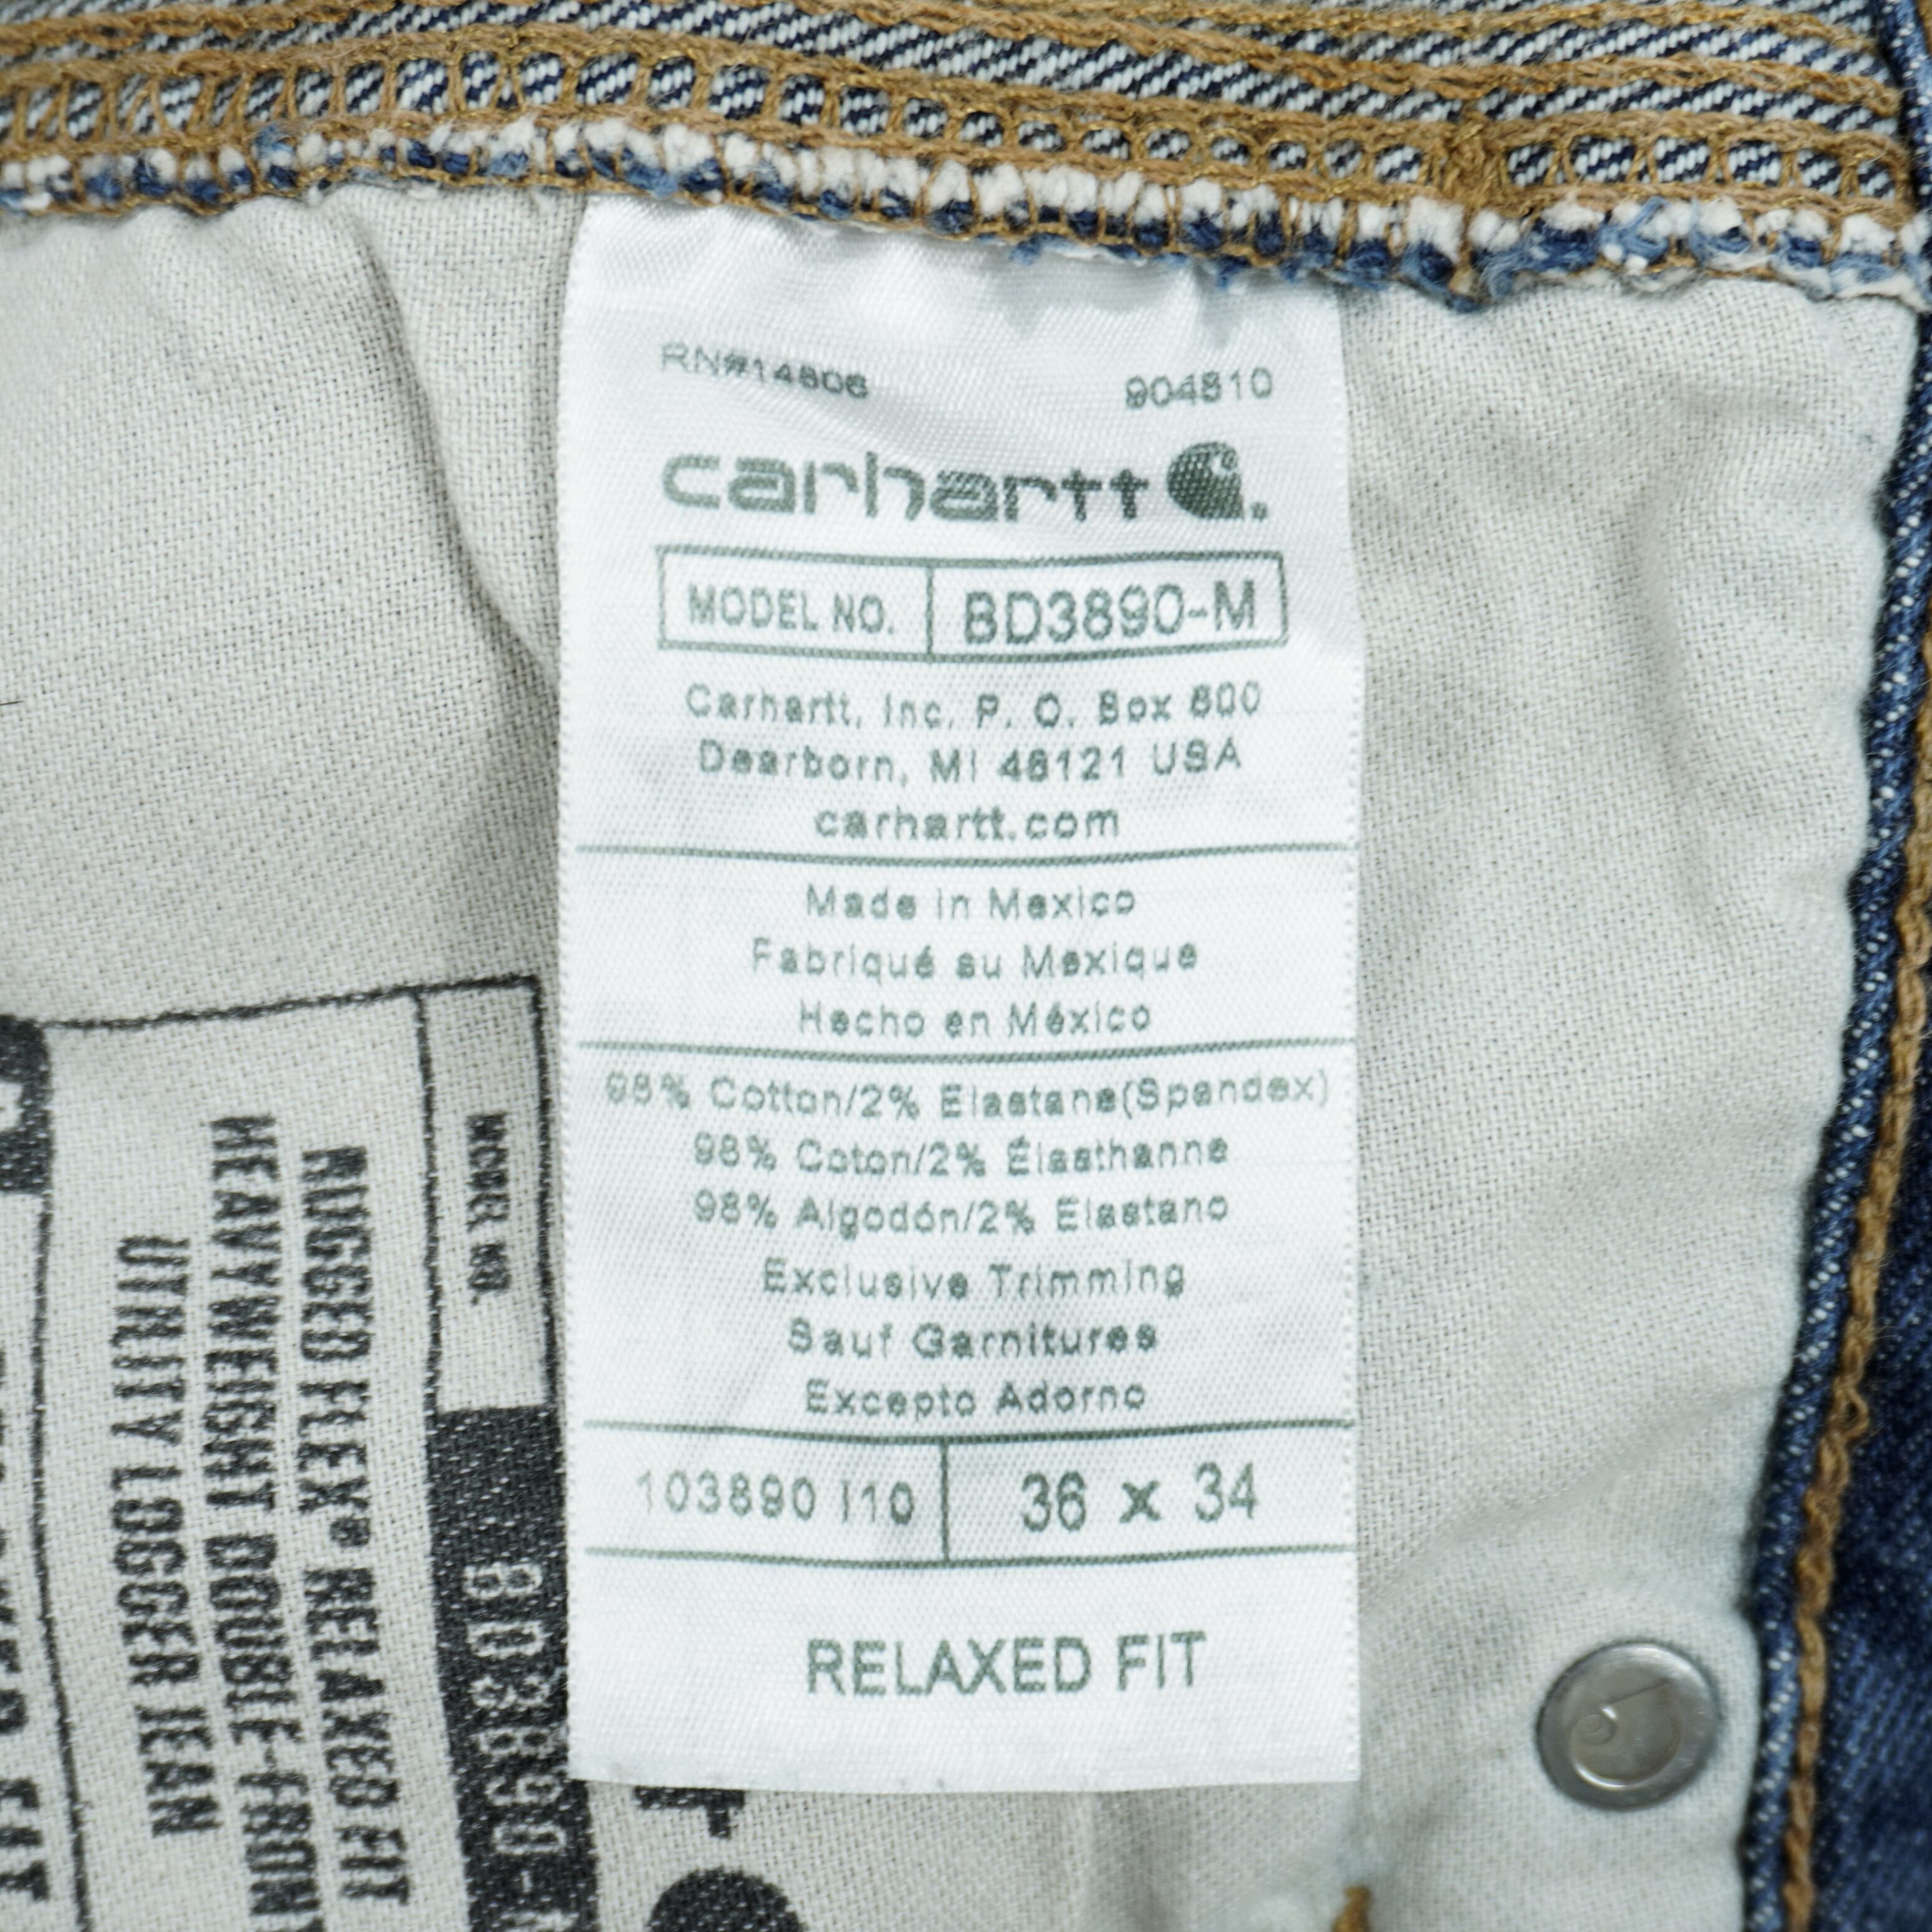 RN#14806 904810
carhartt
MODEL NO. BD3890-M
Carhartt, Inc. P. O. Box 600
Dearborn, MI 48121 USA
carhartt.com
Made in Mexico
Fabriqué au Mexique
Hecho en México
98% Cotton/2% Elastane(Spandex)
98% Coton/2% Élasthanne
98% Algodón/2% Elastano
Exclusive Trimming
Sauf Garnitures
Excepto Adorno
103890 I10 36 x 34
RELAXED FIT
MODEL NO.
BD3890-
RUGGED FLEX® RELAXED FIT
HEAVYWEIGHT DOUBLE-FRON
UTILITY LOGGER JEAN